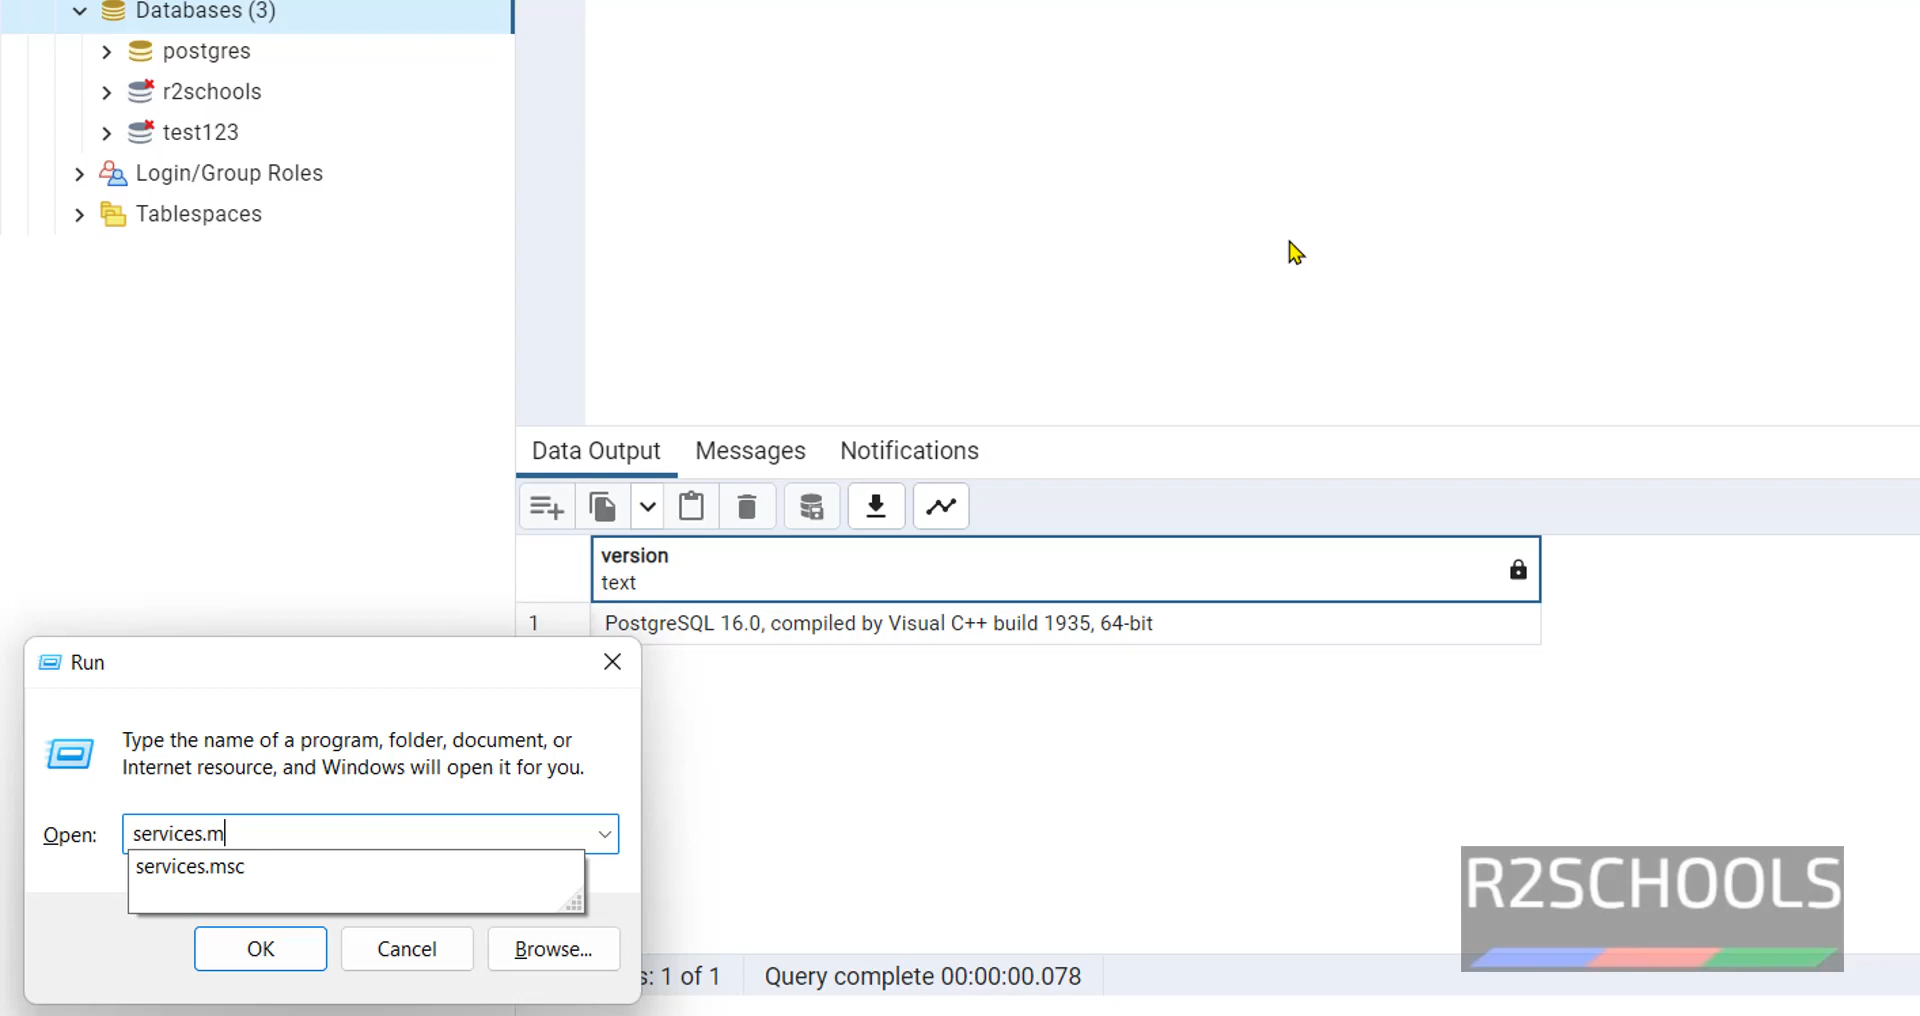 Databases (3)
postgres
r2schools
test123
Login/Group Roles
Tablespaces
Data Output Messages Notifications
version
text
1 PostgreSQL 16.0, compiled by Visual C++ build 1935, 64-bit
Run
Type the name of a program, folder, document, or
Internet resource, and Windows will open it for you.
Open: services.m
services.msc
OK Cancel Browse...
s: 1 of 1 Query complete 00:00:00.078
R2SCHOOLS